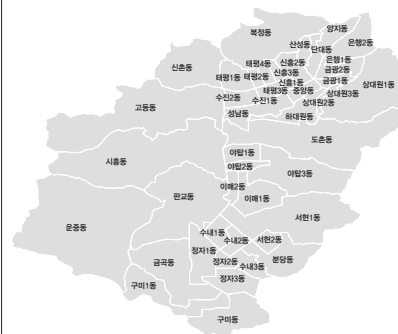 양지동
복정동
산성동
은행2동
단대동
태평4동
신흥2동
은행1동
신촌동
신흥3동
금광2동
태평1동
태평2동
신흥1동
금광1동
상대원1동
태평3동
중앙동
상대원3동
수진2동
수진1동
상대원2동
고등동
성남동
하대원동
도촌동
야탑1동
시흥동
야탑2동
야탑3동
이매2동
판교동
이매1동
서현1동
운중동
수내1동
수내2동
서현2동
정자1동
금곡동
정자2동
분당동
수내3동
정자3동
구미1동
구미동